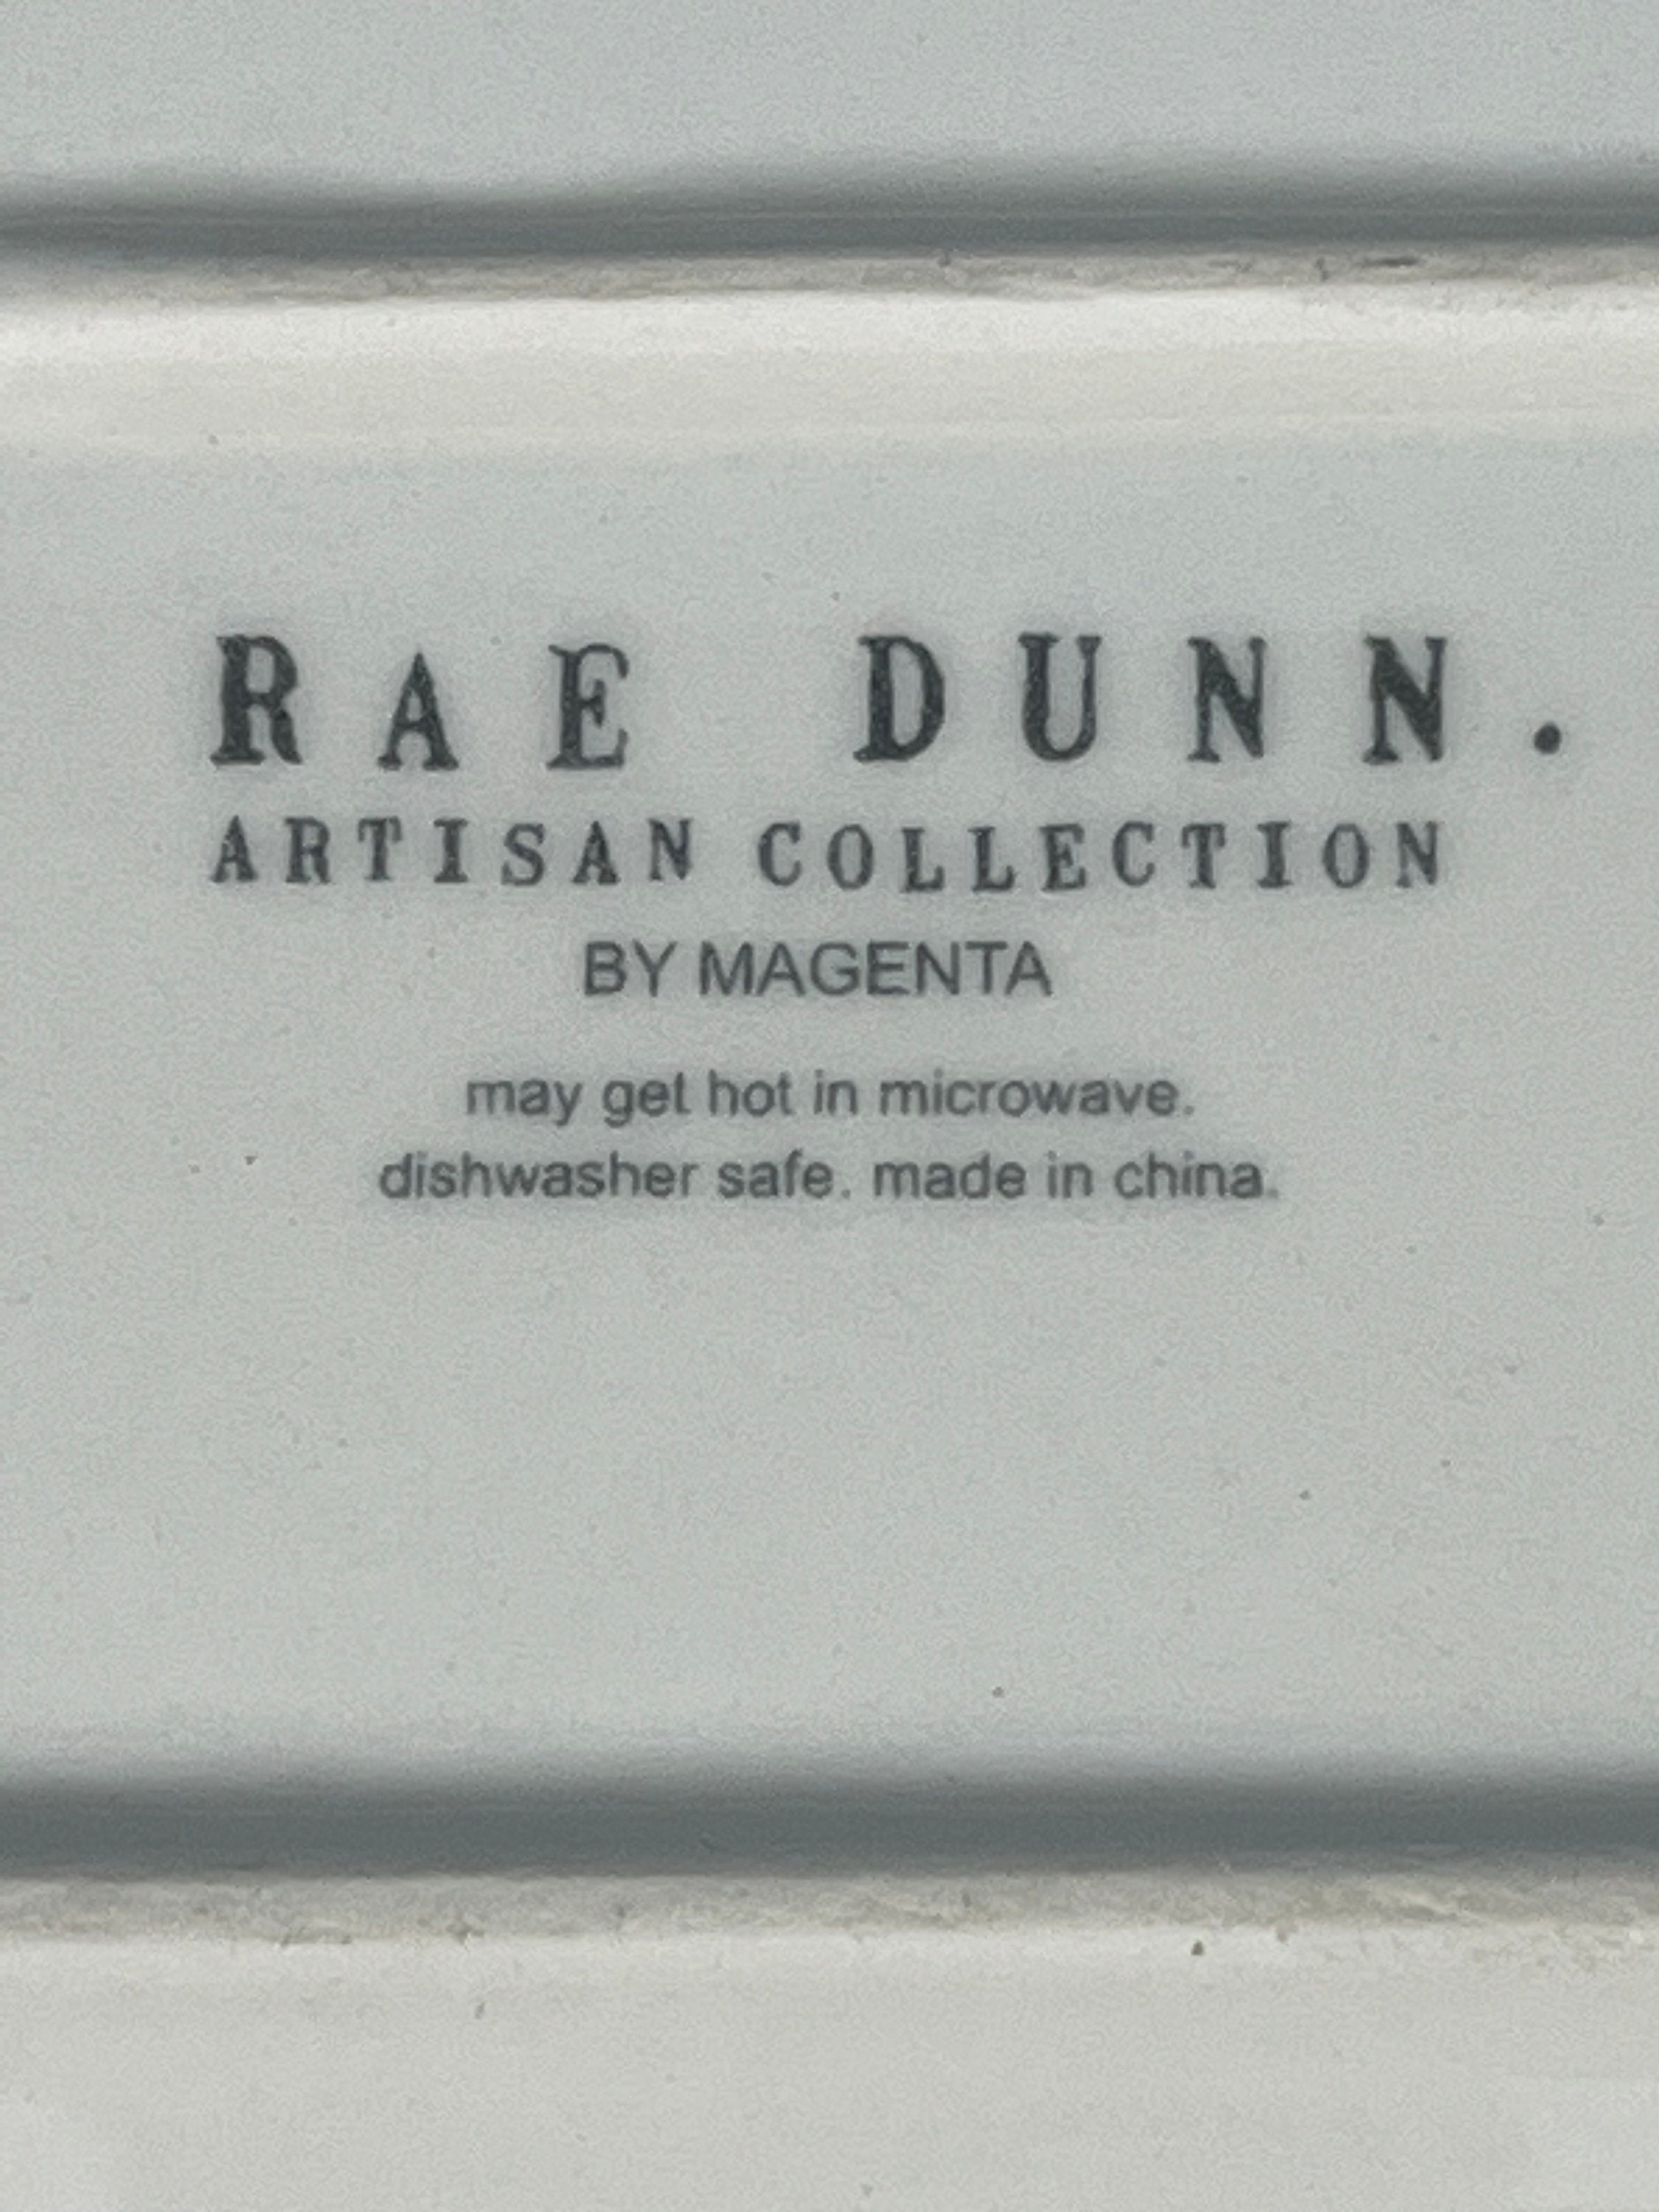 RAE DUNN.
ARTISAN COLLECTION
BY MAGENTA
may get hot in microwave.
dishwasher safe. made in china.